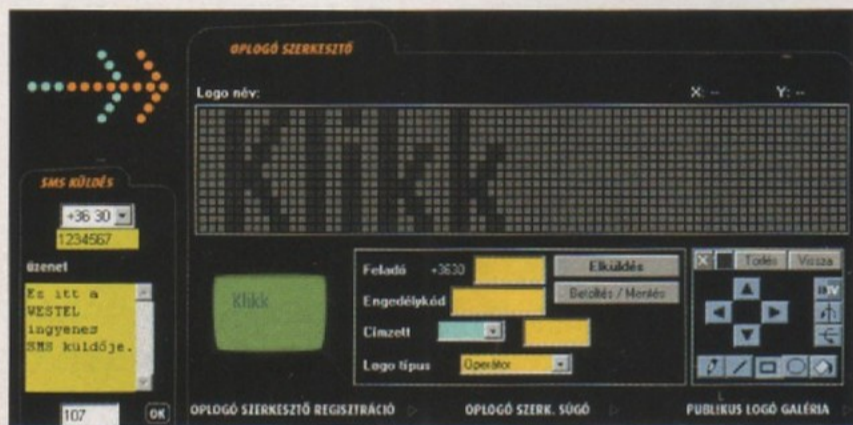 OPLOGÓ SZERKESZTŐ
Logo név:
X: --
Y: --
Klikk
SMS KÜLDÉS
+36 30
1234567
üzenet
Es itt a
WESTEL
ingyenes
SMS küldője.
107
OK
Klikk
Feladó +3630
Elküldés
Engedélykód
Betöltés / Mentés
Címzett
Logo típus
Operátor
Törlés
Vissza
OPLOGÓ SZERKESZTŐ REGISZTRÁCIÓ
OPLOGÓ SZERK. SÚGÓ
PUBLIKUS LOGÓ GALÉRIA